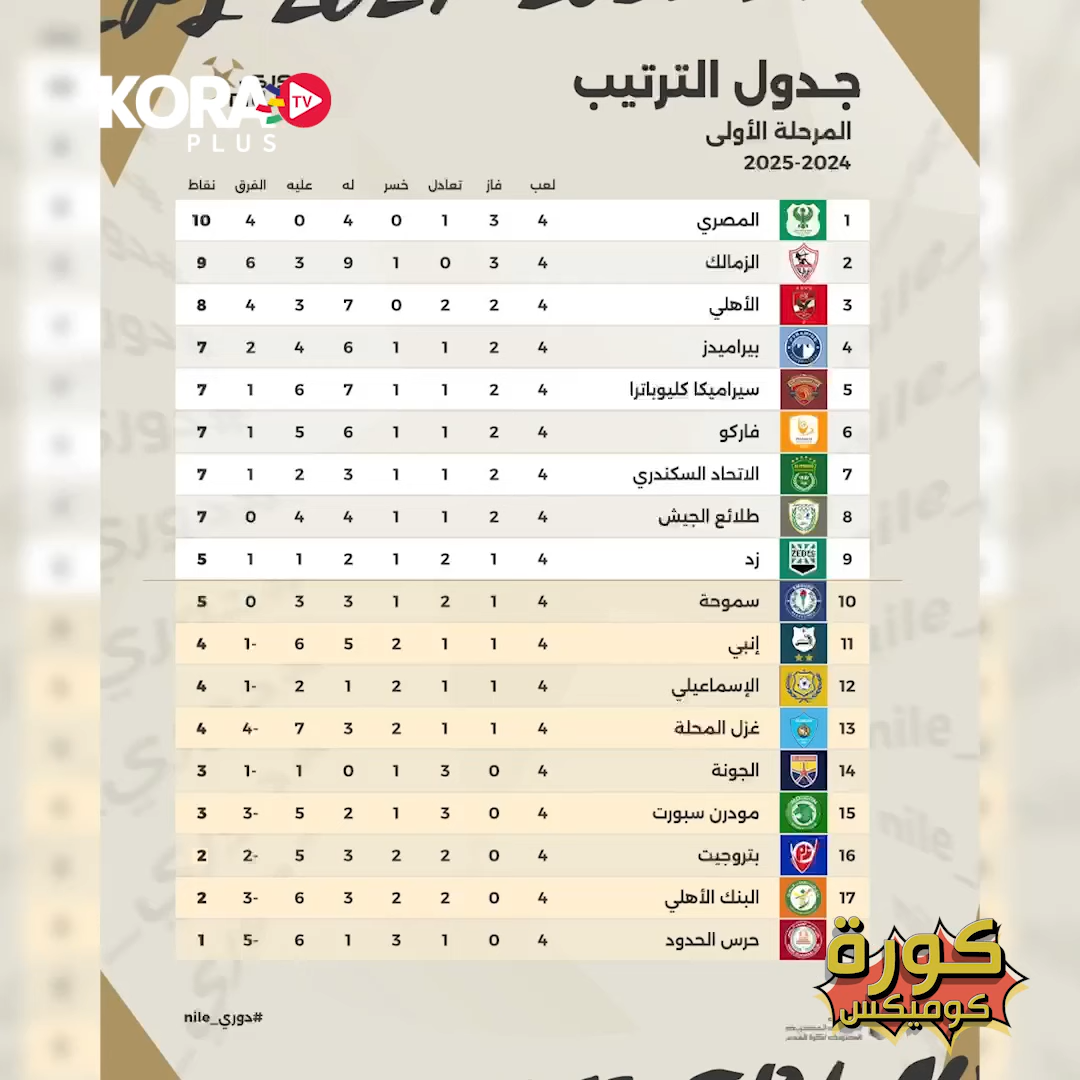 KORA TV
PLUS
جدول الترتيب
المرحلة الأولى
2025-2024
لعب فاز تعادل خسر له عليه الفرق نقاط
1 المصري 4 3 1 0 4 0 4 10
2 الزمالك 4 3 0 1 9 3 6 9
3 الأهلي 4 2 2 0 7 3 4 8
4 بيراميدز 4 2 1 1 6 4 2 7
5 سيراميكا كليوباترا 4 2 1 1 7 6 1 7
6 فاركو 4 2 1 1 6 5 1 7
7 الاتحاد السكندري 4 2 1 1 3 2 1 7
8 طلائع الجيش 4 2 1 1 4 4 0 7
9 زد 4 1 2 1 2 1 1 5
10 سموحة 4 1 2 1 3 3 0 5
11 إنبي 4 1 1 2 5 6 1- 4
12 الإسماعيلي 4 1 1 2 1 2 1- 4
13 غزل المحلة 4 1 1 2 3 7 4- 4
14 الجونة 4 0 3 1 0 1 1- 3
15 مودرن سبورت 4 0 3 1 2 5 3- 3
16 بتروجيت 4 0 2 2 3 5 2- 2
17 البنك الأهلي 4 0 2 2 3 6 3- 2
18 حرس الحدود 4 0 1 3 1 6 5- 1
#دوري_nile
كورة
كوميكس